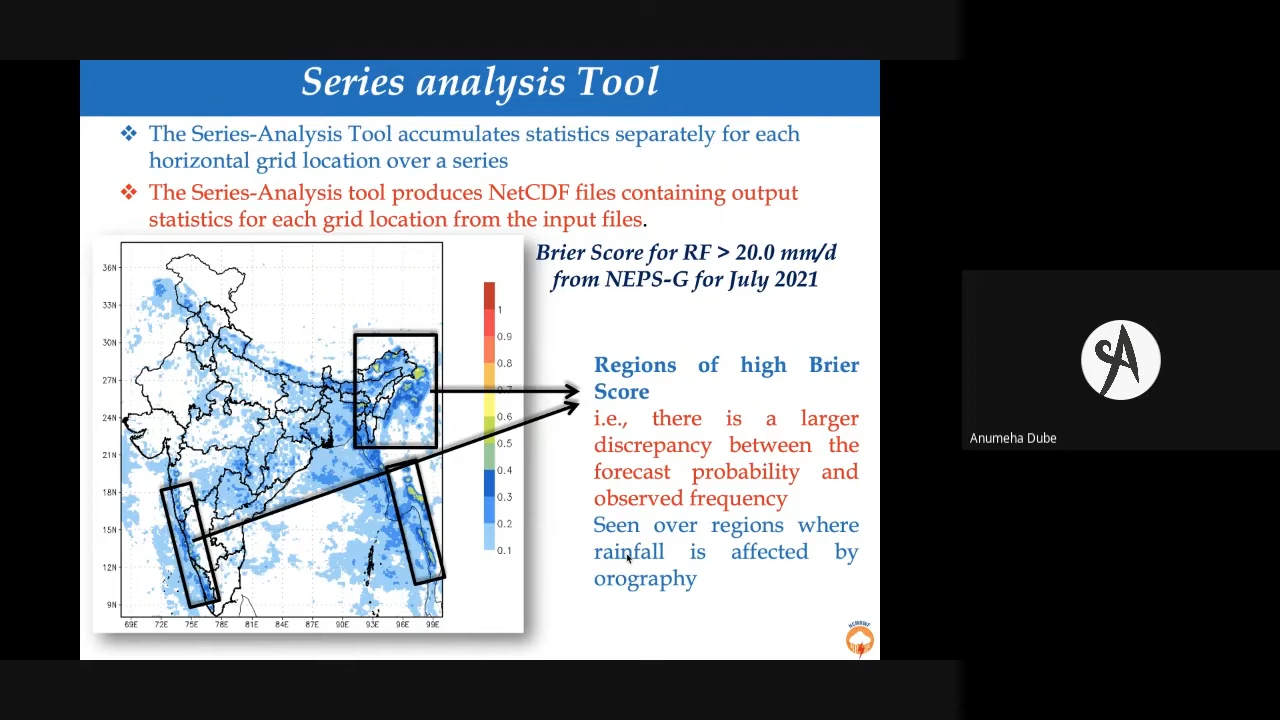 Series analysis Tool
❖ The Series-Analysis Tool accumulates statistics separately for each
horizontal grid location over a series
❖ The Series-Analysis tool produces NetCDF files containing output
statistics for each grid location from the input files.
Brier Score for RF > 20.0 mm/d
from NEPS-G for July 2021
36N
33N
30N
27N
24N
21N
18N
15N
12N
9N
69E 72E 75E 78E 81E 84E 87E 90E 93E 96E 99E
1
0.9
0.8
0.7
0.6
0.5
0.4
0.3
0.2
0.1
Regions of high Brier
Score
i.e., there is a larger
discrepancy between the
forecast probability and
observed frequency
Seen over regions where
rainfall is affected by
orography
NCMRWF
Anumeha Dube